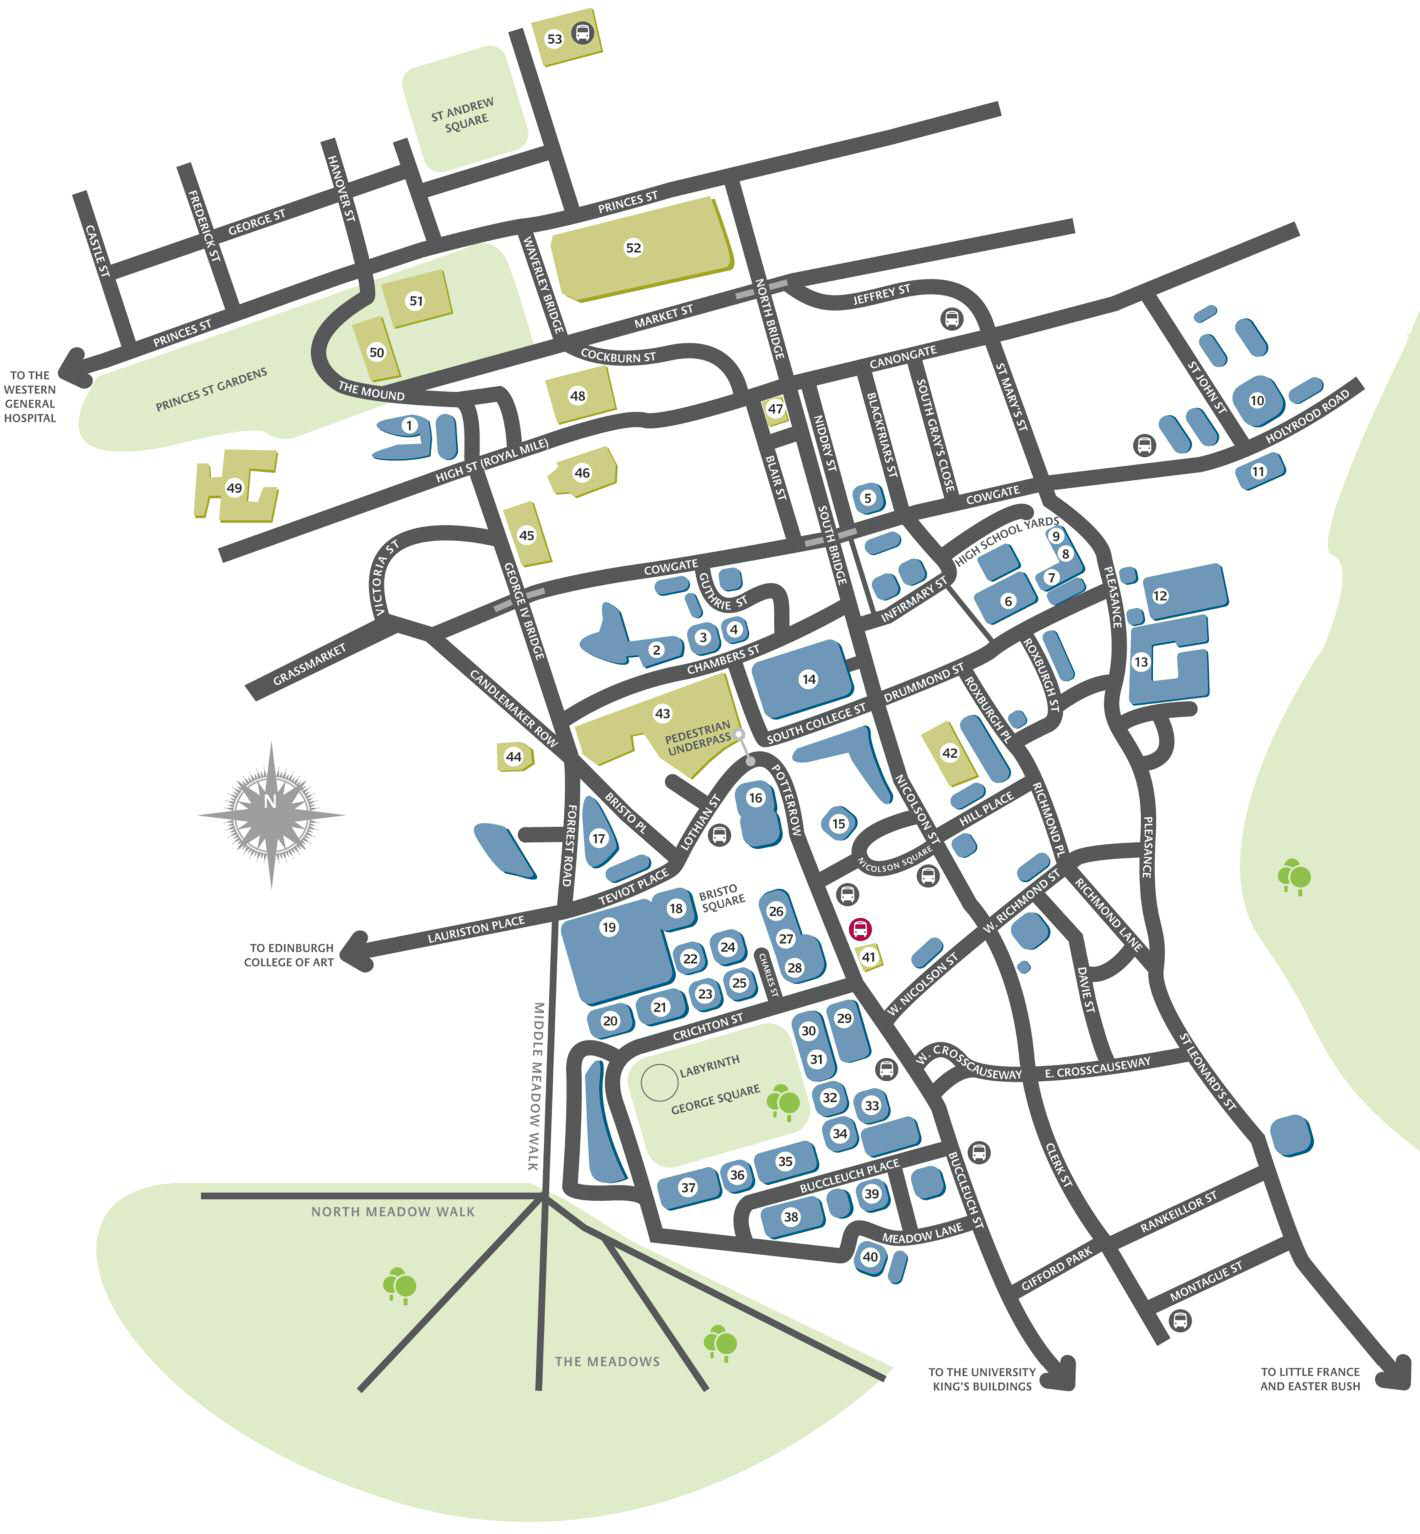 53
ST ANDREW
SQUARE
HANOVER ST
FREDERICK ST
GEORGE ST
CASTLE ST
PRINCES ST
PRINCES ST
52
WAVERLEY BRIDGE
NORTH BRIDGE
51
50
MARKET ST
JEFFREY ST
COCKBURN ST
CANONGATE
TO THE
WESTERN
GENERAL
HOSPITAL
PRINCES ST GARDENS
THE MOUND
48
47
1
HIGH ST (ROYAL MILE)
46
49
45
BLAIR ST
NIDDRY ST
BLACKFRIARS ST
SOUTH GRAY'S CLOSE
ST MARY'S ST
ST JOHN ST
10
HOLYROOD ROAD
11
5
COWGATE
SOUTH BRIDGE
HIGH SCHOOL YARDS
9
8
7
6
INFIRMARY ST
PLEASANCE
12
13
VICTORIA ST
GEORGE IV BRIDGE
COWGATE
GUTHRIE ST
2
3
4
CHAMBERS ST
GRASSMARKET
CANDLEMAKER ROW
14
SOUTH COLLEGE ST
DRUMMOND ST
ROXBURGH ST
ROXBURGH PL
43
PEDESTRIAN
UNDERPASS
44
42
N
BRISTO PL
FORREST ROAD
17
LOTHIAN ST
16
POTTERROW
15
NICOLSON ST
HILL PLACE
RICHMOND PL
PLEASANCE
NICOLSON SQUARE
TEVIOT PLACE
BRISTO
SQUARE
LAURISTON PLACE
TO EDINBURGH
COLLEGE OF ART
18
19
26
27
28
24
22
25
23
21
20
CHARLES ST
CRICHTON ST
41
W. NICOLSON ST
W. RICHMOND ST
RICHMOND LANE
DAVIE ST
MIDDLE MEADOW WALK
LABYRINTH
GEORGE SQUARE
30
29
31
32
33
34
35
36
37
W. CROSSCAUSEWAY
E. CROSSCAUSEWAY
ST LEONARD'S ST
BUCCLEUCH PLACE
38
39
BUCCLEUCH ST
CLERK ST
MEADOW LANE
40
RANKEILLOR ST
GIFFORD PARK
MONTAGUE ST
NORTH MEADOW WALK
THE MEADOWS
TO THE UNIVERSITY
KING'S BUILDINGS
TO LITTLE FRANCE
AND EASTER BUSH